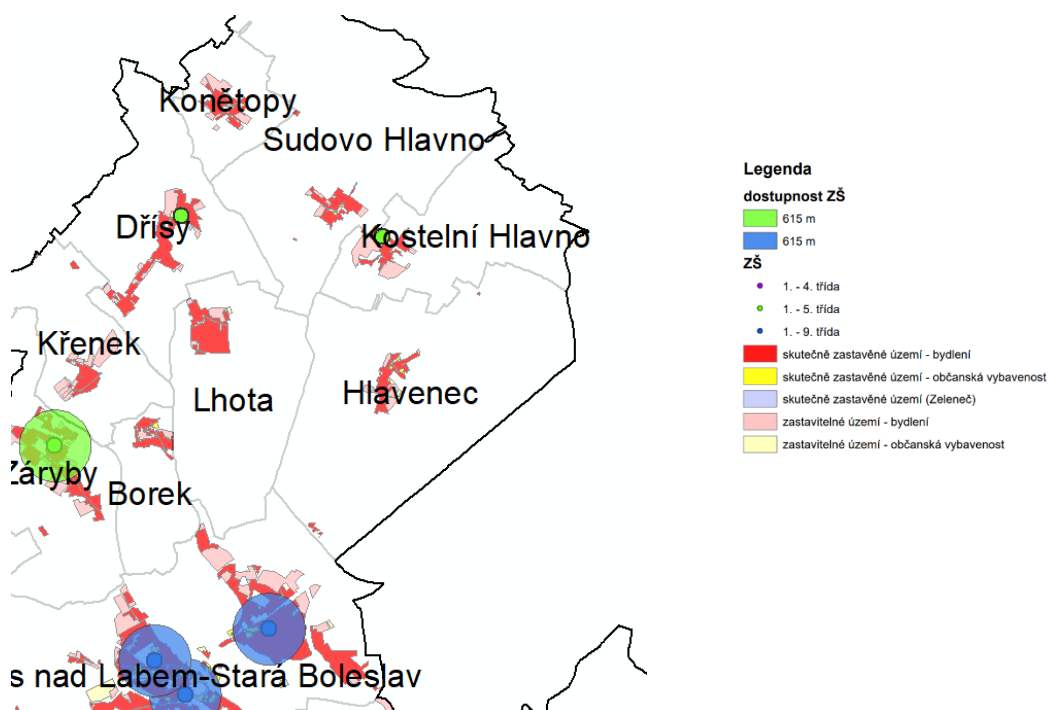 Konětopy
Sudovo Hlavno
Dřísy
Kostelní Hlavno
Křenek
Lhota
Hlavenec
Záryby
Borek
s nad Labem-Stará Boleslav
Legenda
dostupnost ZŠ
615 m
615 m
ZŠ
1. - 4. třída
1. - 5. třída
1. - 9. třída
skutečně zastavěné území - bydlení
skutečně zastavěné území - občanská vybavenost
skutečně zastavěné území (Zeleneč)
zastavitelné území - bydlení
zastavitelné území - občanská vybavenost